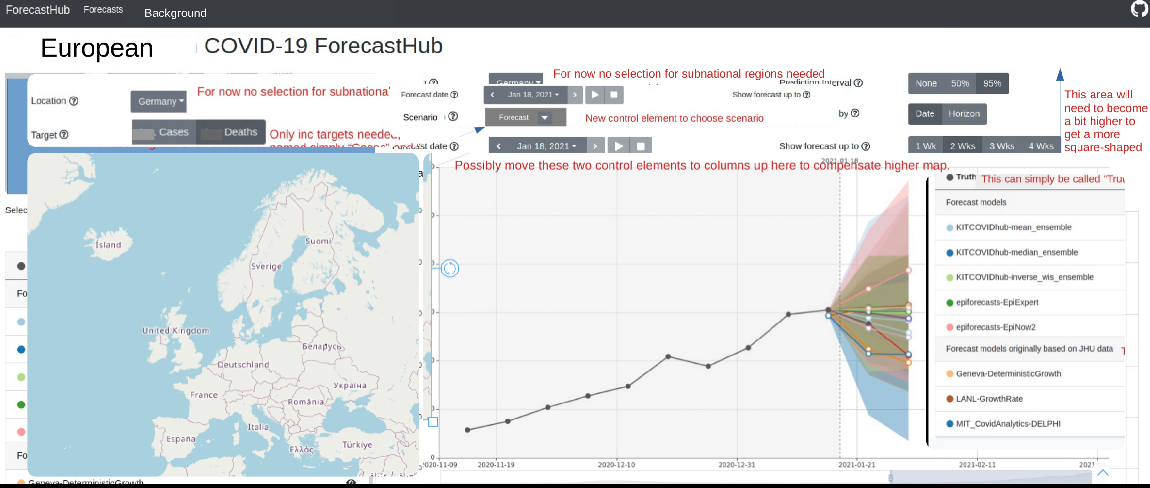 ForecastHub Forecasts Background
European COVID-19 ForecastHub
For now no selection for subnational regions needed
Location
Germany
For now no selection for subnational
Germany
Prediction Interval
None 50% 95%
Forecast date
Jan 18, 2021
Show forecast up to
This area will
need to become
a bit higher to
get a more
square-shaped
Scenario
Forecast
New control element to choose scenario
by
Date Horizon
Target
Cases Deaths
Only inc targets needed,
date
Jan 18, 2021
Show forecast up to
1 Wk 2 Wks 3 Wks 4 Wks
Possibly move these two control elements to columns up here to compensate higher map.
2021-01-18
Truth
This can simply be called "Tru
Selec
Forecast models
KITCOVIDhub-mean_ensemble
KITCOVIDhub-median_ensemble
KITCOVIDhub-inverse_wis_ensemble
epiforecasts-EpiExpert
epiforecasts-EpiNow2
Forecast models originally based on JHU data
Geneva-DeterministicGrowth
LANL-GrowthRate
MIT_CovidAnalytics-DELPHI
Fo
Fo
Ísland
Suomi
Sverige
United Kingdom
Беларусь
Deutschland
Україна
France
România
Italia
España
Ελλάς
Türkiye
2020-11-09 2020-11-19 2020-12-10 2020-12-31 2021-01-21 2021-02-11 2021
Geneva-DeterministicGrowth